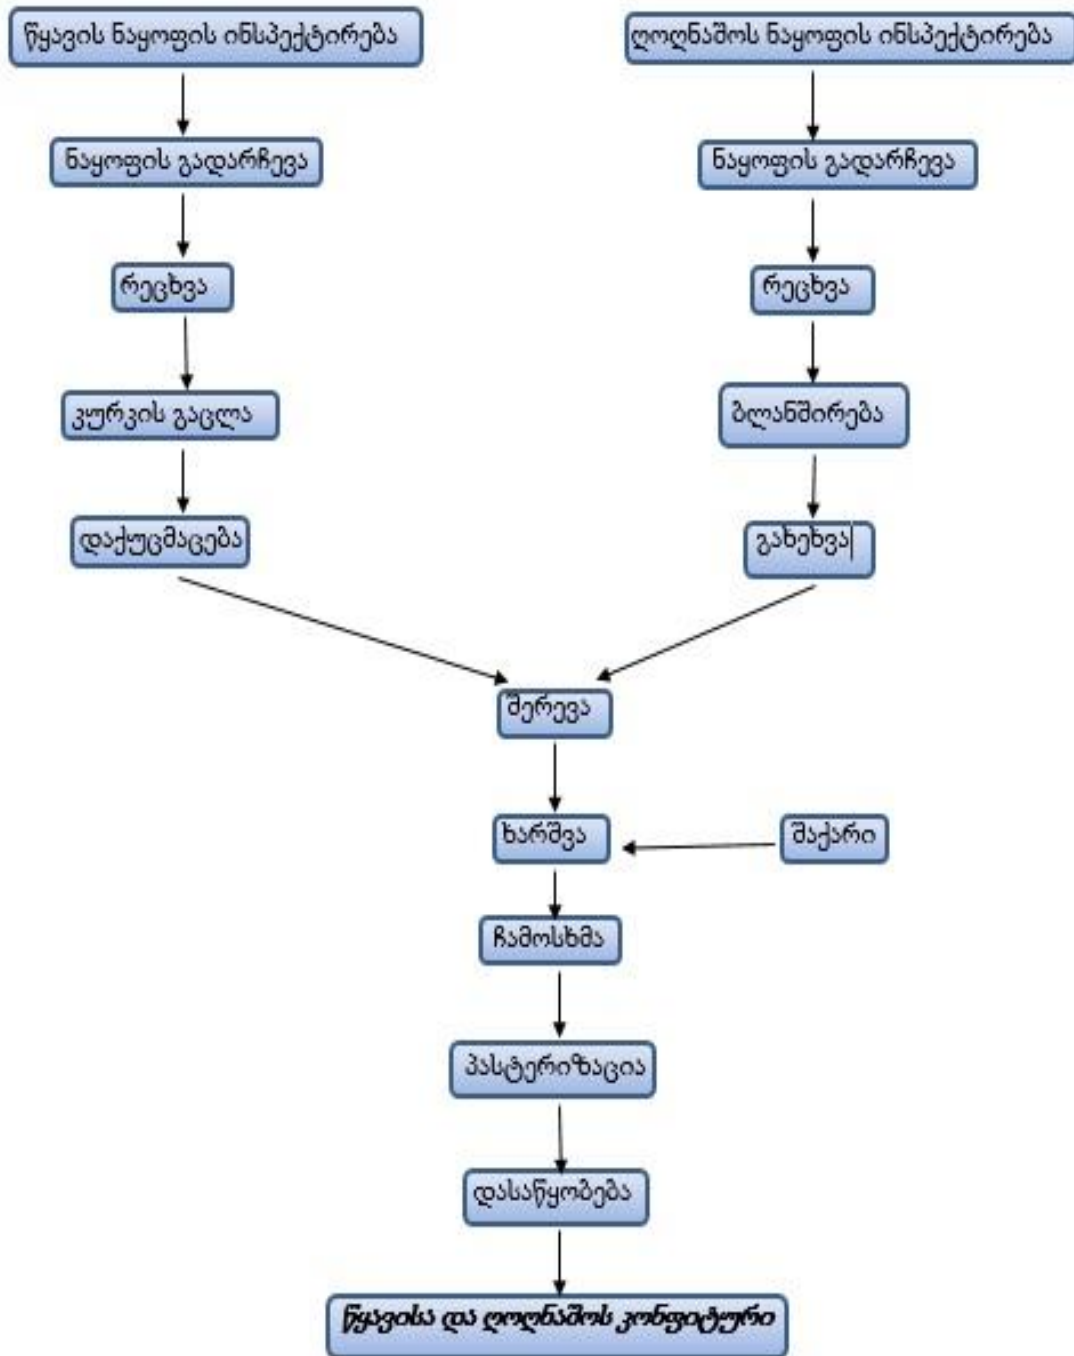 წყავის ნაყოფის ინსპექტირება
ნაყოფის გადარჩევა
რეცხვა
კურკის გაცლა
დაქუცმაცება
ღოღნაშოს ნაყოფის ინსპექტირება
ნაყოფის გადარჩევა
რეცხვა
ბლანშირება
გახეხვა
შერევა
ხარშვა
შაქარი
ჩამოსხმა
პასტერიზაცია
დასაწყობება
წყავისა და ღოღნაშოს კონფიტური